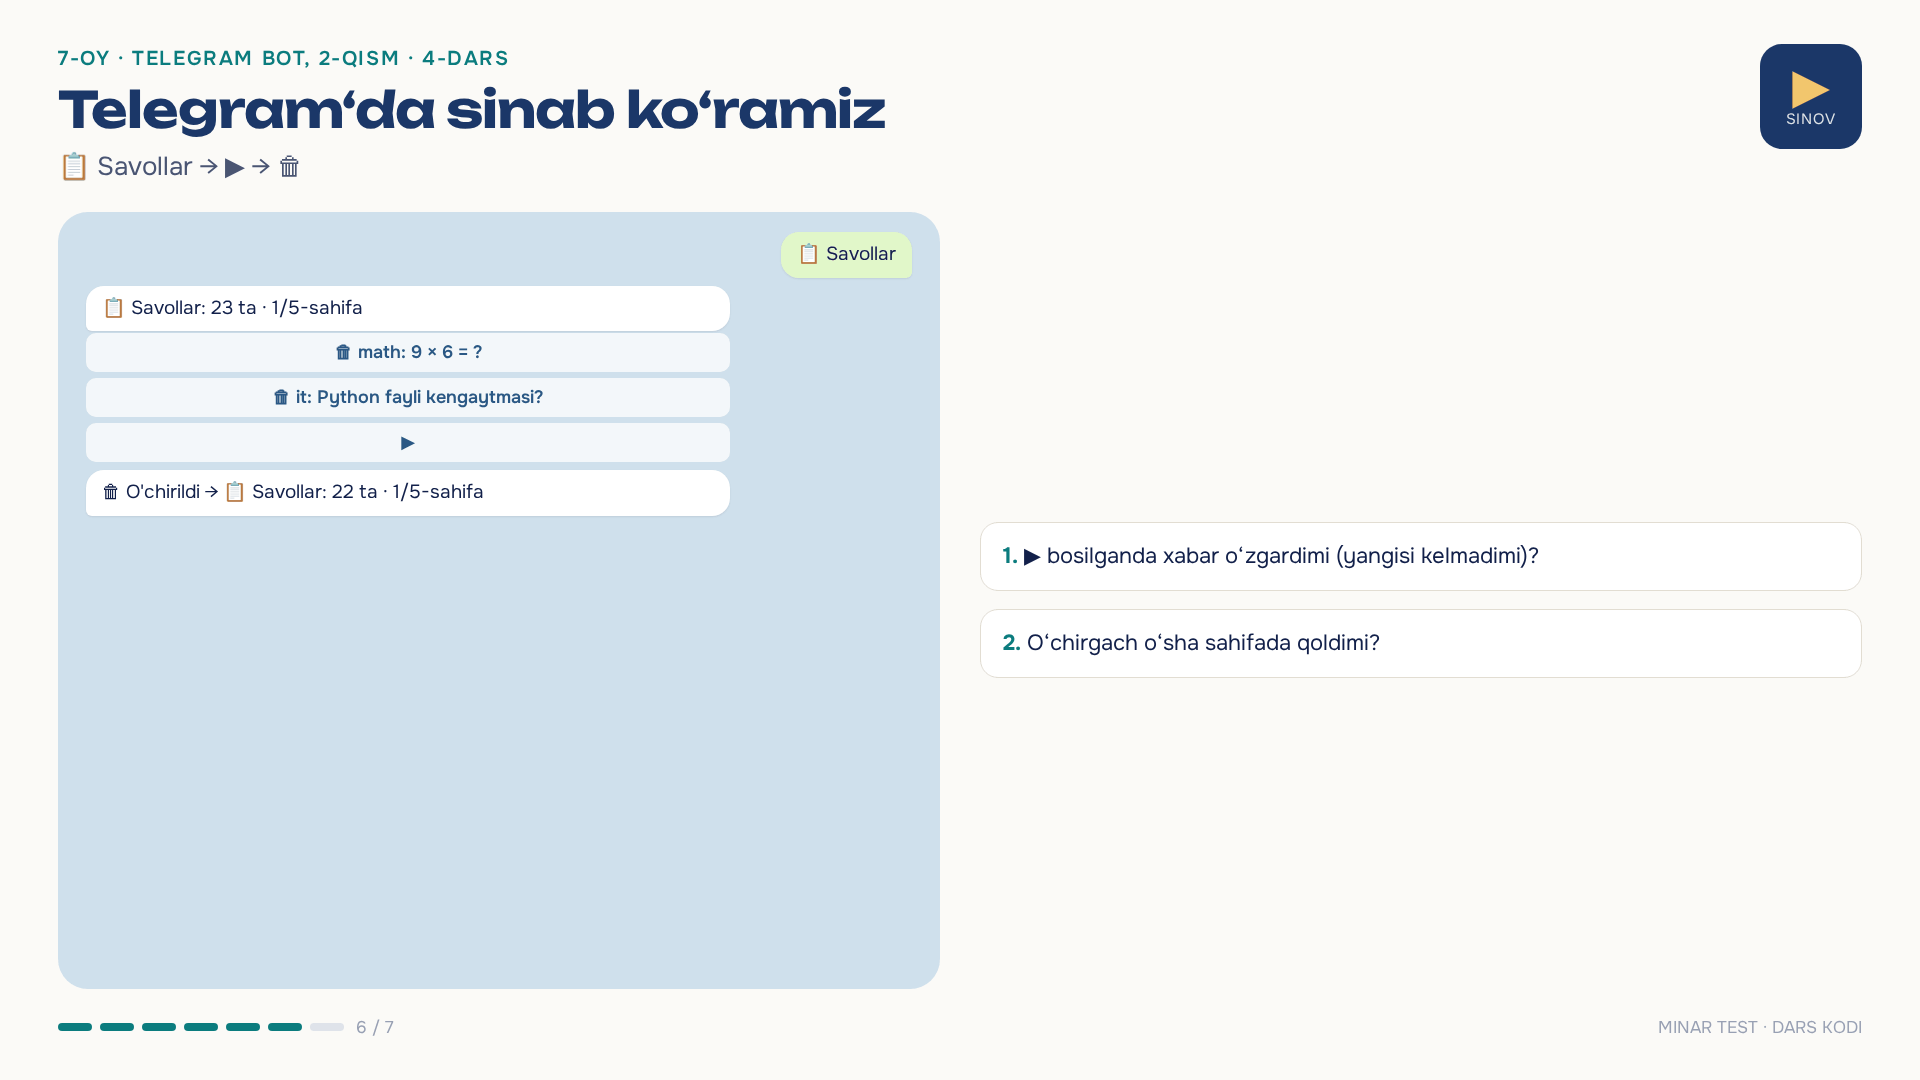 7-OY · TELEGRAM BOT, 2-QISM · 4-DARS
Telegram‘da sinab ko‘ramiz
📋 Savollar → ▶ → 🗑
▶
SINOV
📋 Savollar
📋 Savollar: 23 ta · 1/5-sahifa
🗑 math: 9 × 6 = ?
🗑 it: Python fayli kengaytmasi?
▶
🗑 O'chirildi → 📋 Savollar: 22 ta · 1/5-sahifa
1. ▶ bosilganda xabar o‘zgardimi (yangisi kelmadimi)?
2. O‘chirgach o‘sha sahifada qoldimi?
6 / 7
MINAR TEST · DARS KODI